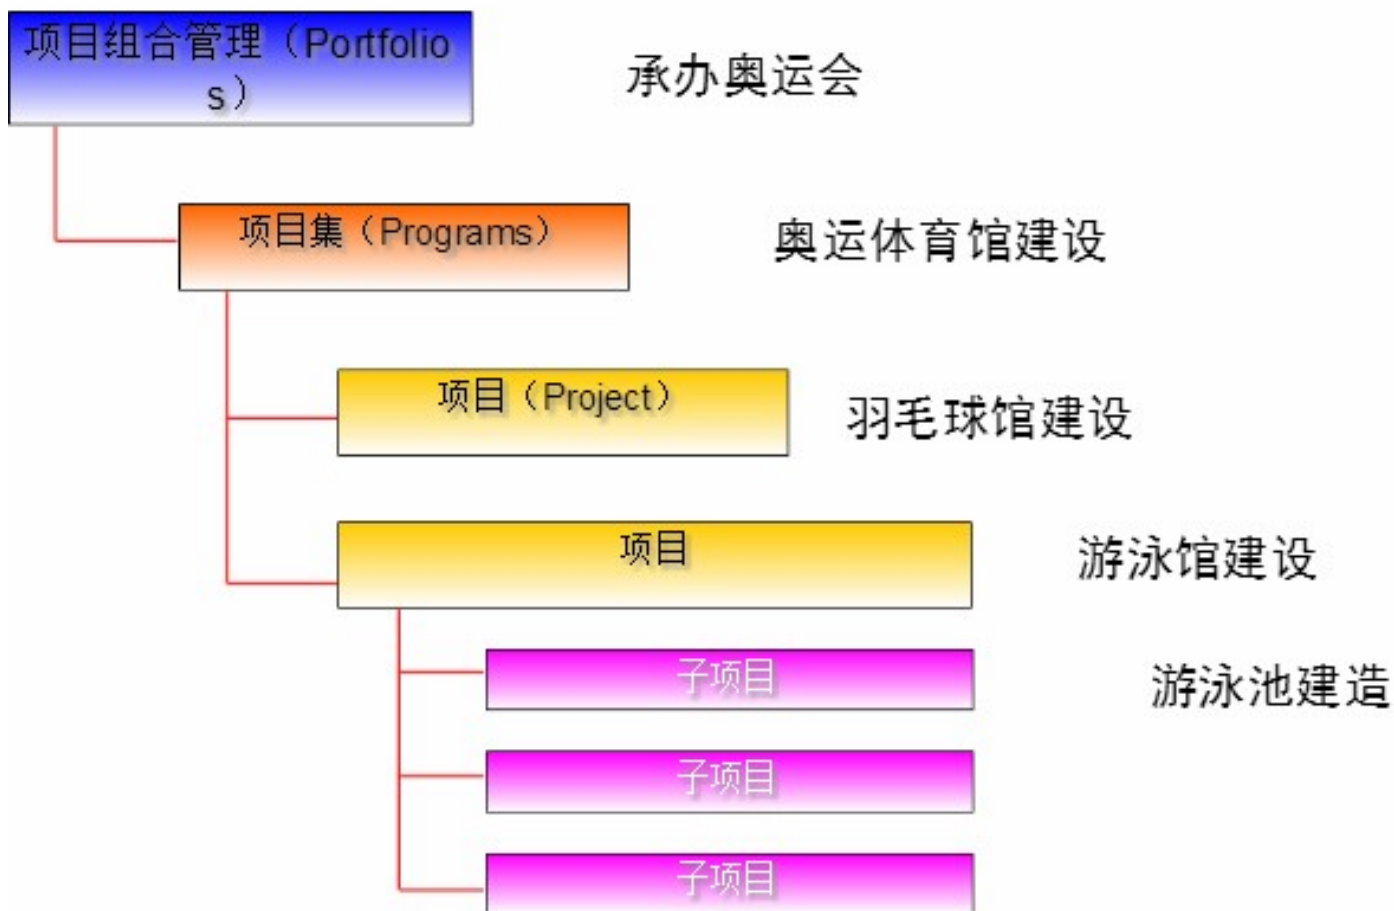 项目组合管理（Portfolio
s）
承办奥运会
项目集（Programs）
奥运体育馆建设
项目（Project）
羽毛球馆建设
项目
游泳馆建设
子项目
游泳池建造
子项目
子项目